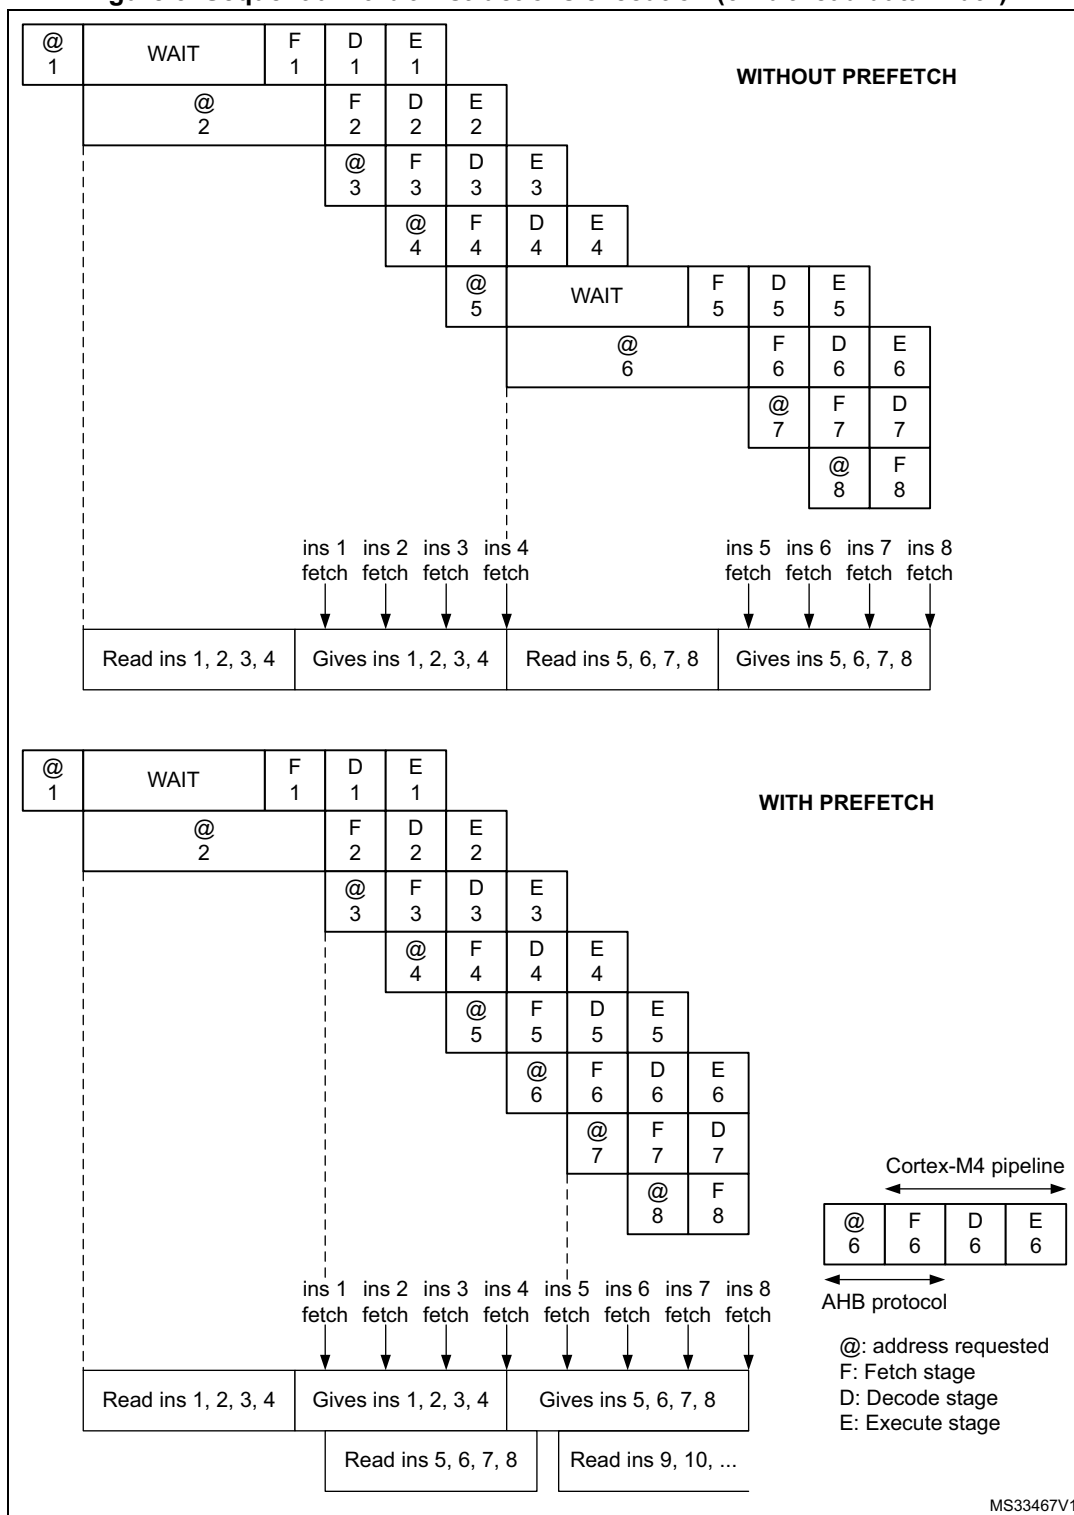 @ WAIT F D E
1 1 1 1
WITHOUT PREFETCH
@ F D E
2 2 2 2
@ F D E
3 3 3 3
@ F D E
4 4 4 4
@ WAIT F D E
5 5 5 5
@ F D E
6 6 6 6
@ F D
7 7 7
@ F
8 8
ins 1 ins 2 ins 3 ins 4 ins 5 ins 6 ins 7 ins 8
fetch fetch fetch fetch fetch fetch fetch fetch
Read ins 1, 2, 3, 4 Gives ins 1, 2, 3, 4 Read ins 5, 6, 7, 8 Gives ins 5, 6, 7, 8
@ WAIT F D E
1 1 1 1
WITH PREFETCH
@ F D E
2 2 2 2
@ F D E
3 3 3 3
@ F D E
4 4 4 4
@ F D E
5 5 5 5
@ F D E
6 6 6 6
@ F D
7 7 7
@ F
8 8
Cortex-M4 pipeline
@ F D E
6 6 6 6
AHB protocol
@: address requested
F: Fetch stage
D: Decode stage
E: Execute stage
ins 1 ins 2 ins 3 ins 4 ins 5 ins 6 ins 7 ins 8
fetch fetch fetch fetch fetch fetch fetch fetch
Read ins 1, 2, 3, 4 Gives ins 1, 2, 3, 4 Gives ins 5, 6, 7, 8
Read ins 5, 6, 7, 8 Read ins 9, 10, ...
MS33467V1